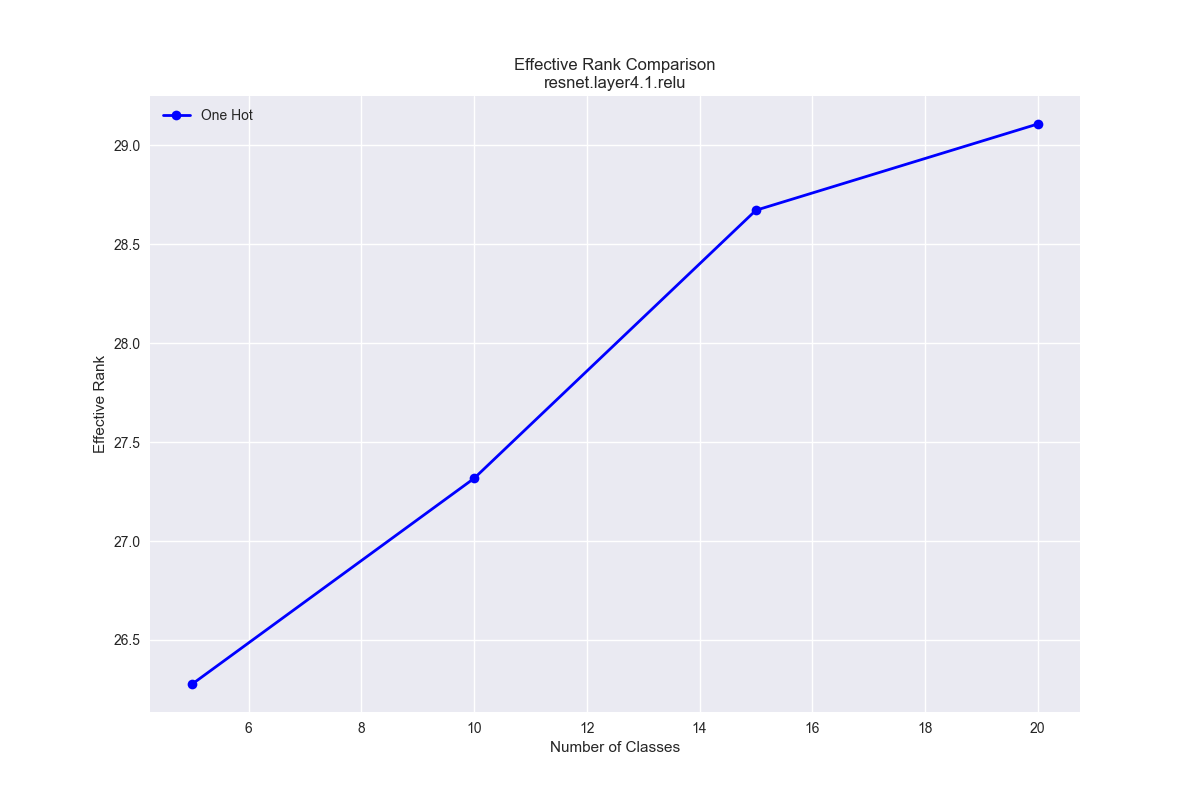 Effective Rank Comparison
resnet.layer4.1.relu
One Hot
29.0
28.5
28.0
27.5
27.0
26.5
Effective Rank
6 8 10 12 14 16 18 20
Number of Classes